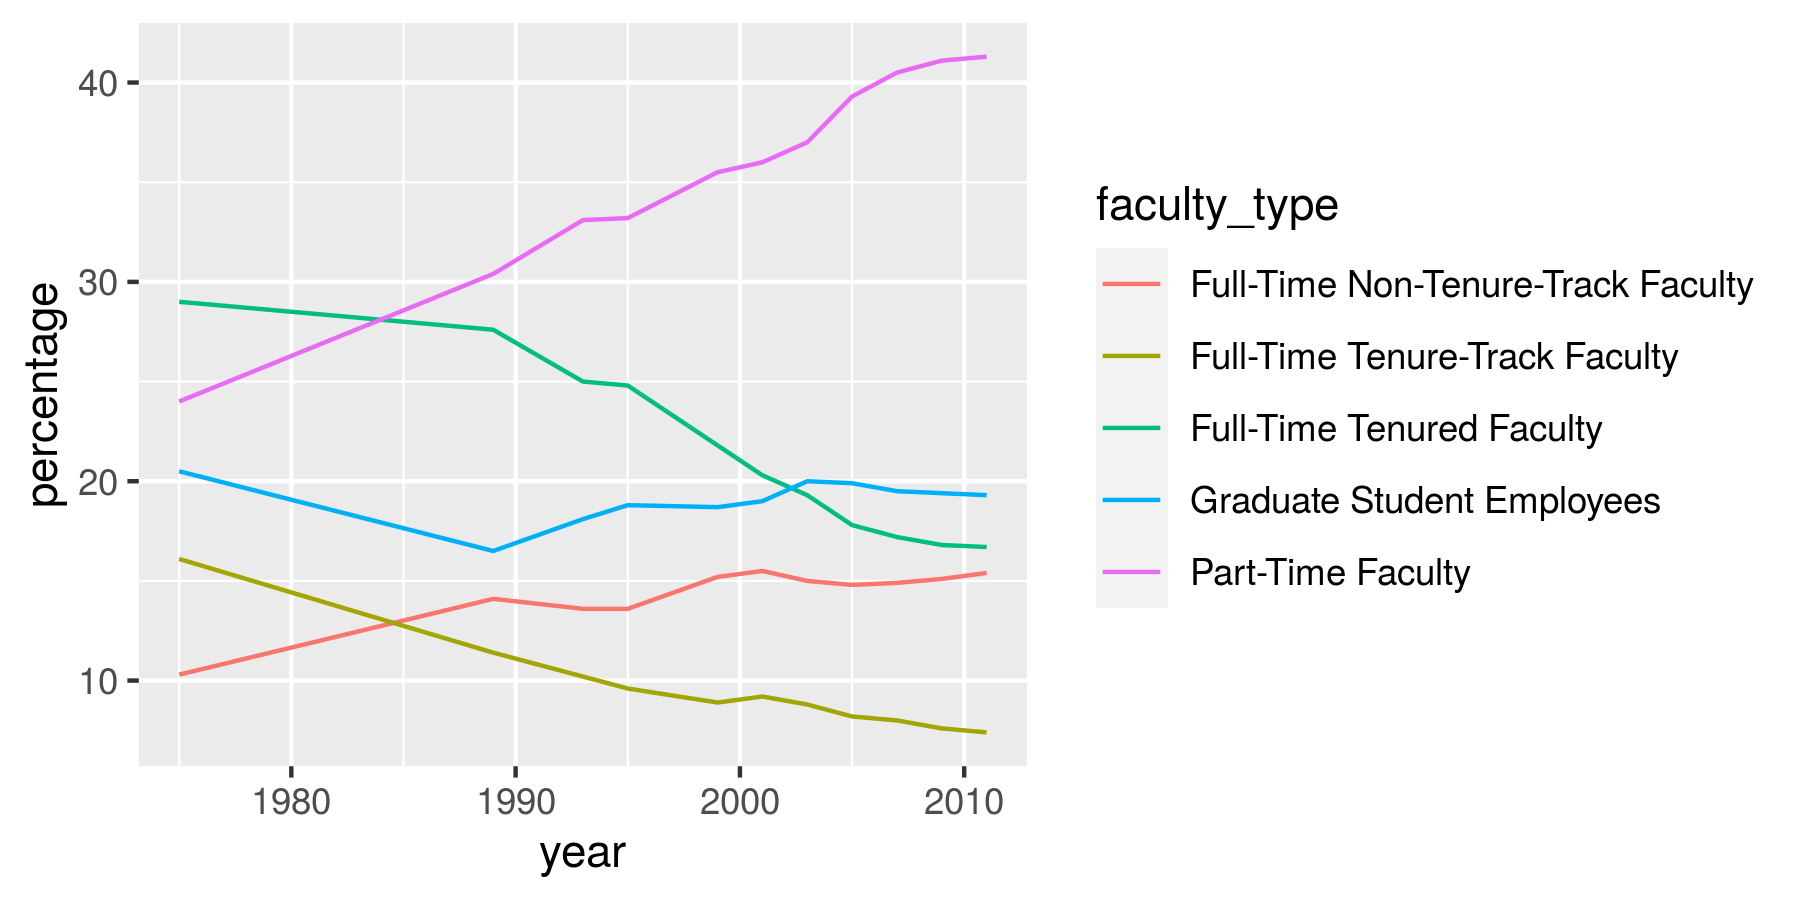 40
30
20
10
percentage
1980
1990
2000
2010
year
faculty_type
Full-Time Non-Tenure-Track Faculty
Full-Time Tenure-Track Faculty
Full-Time Tenured Faculty
Graduate Student Employees
Part-Time Faculty